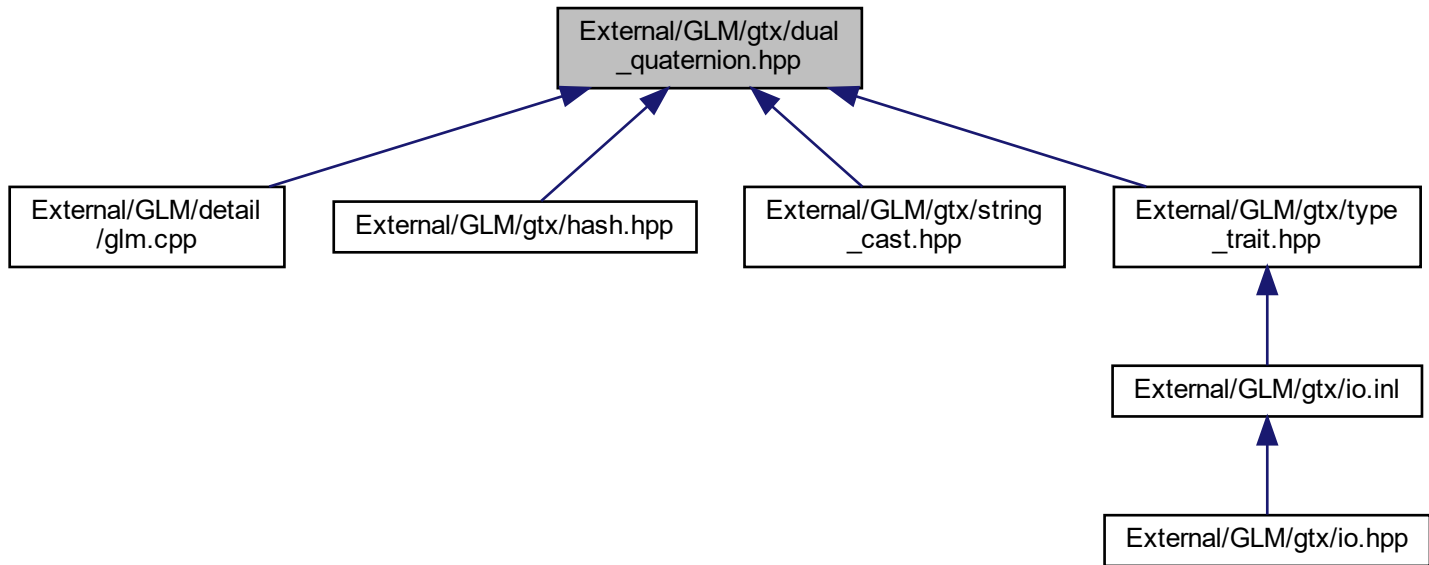 External/GLM/gtx/dual
_quaternion.hpp
External/GLM/detail
/glm.cpp
External/GLM/gtx/hash.hpp
External/GLM/gtx/string
_cast.hpp
External/GLM/gtx/type
_trait.hpp
External/GLM/gtx/io.inl
External/GLM/gtx/io.hpp